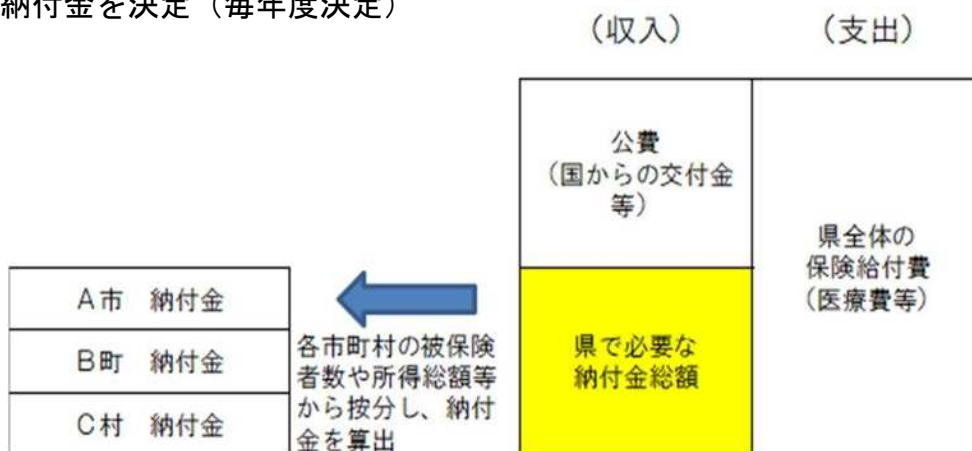 納付金を決定（毎年度決定）
（収入）
（支出）
公費
（国からの交付金
等）
県全体の
保険給付費
（医療費等）
A市　納付金
B町　納付金
C村　納付金
各市町村の被保険
者数や所得総額等
から按分し、納付
金を算出
県で必要な
納付金総額